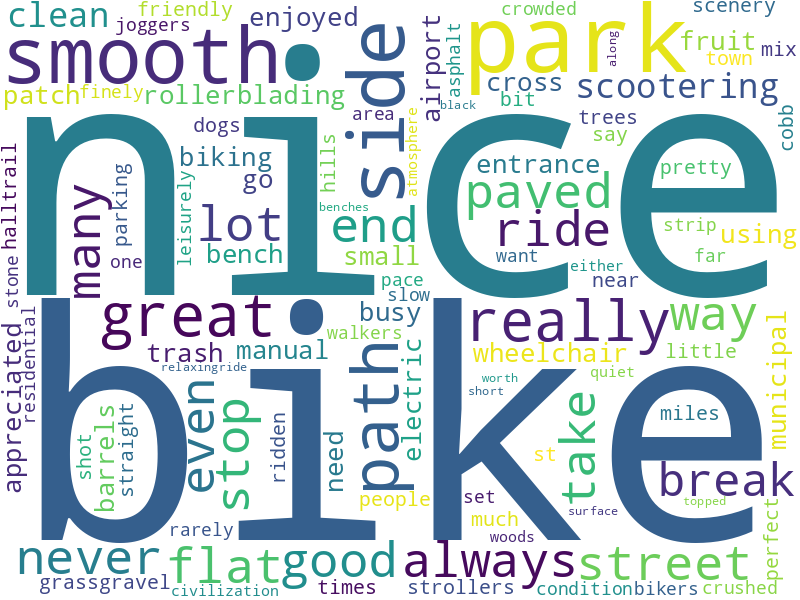 clean
friendly
joggers
enjoyed
smooth
side
park
crowded
scenery
along
fruit
mix
town
airport
asphalt
cross
scootering
patch
finely
rollerblading
black
bit
trees
say
cobb
area
dogs
nice
atmosphere
halltrail
parking
many
biking
go
leisurely
hills
entrance
pretty
paved
lot
benches
end
ride
strip
using
bench
small
want
far
either
near
one
stone
pace
slow
great
busy
really
way
walkers
residential
appreciated
trash
manual
relaxingride
wheelchair
little
municipal
bike
path
electric
quiet
worth
short
even
stop
take
miles
barrels
straight
shot
ridden
need
st
break
people
set
much
surface
topped
woods
perfect
rarely
never
flat
good
always
street
grassgravel
civilization
times
strollers
condition
bikers
crushed